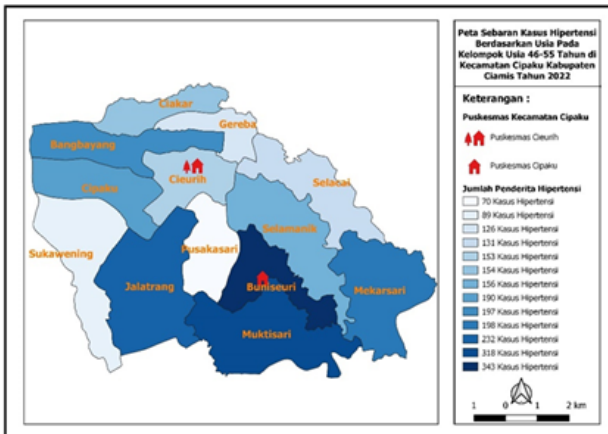 Peta Sebaran Kasus Hipertensi
Berdasarkan Usia Pada
Kelompok Usia 46-55 Tahun di
Kecamatan Cipaku Kabupaten
Ciamis Tahun 2022
Keterangan :
Puskesmas Kecamatan Cipaku
Puskesmas Cieurih
Puskesmas Cipaku
Jumlah Penderita Hipertensi
70 Kasus Hipertensi
89 Kasus Hipertensi
126 Kasus Hipertensi
131 Kasus Hipertensi
153 Kasus Hipertensi
154 Kasus Hipertensi
156 Kasus Hipertensi
190 Kasus Hipertensi
197 Kasus Hipertensi
198 Kasus Hipertensi
232 Kasus Hipertensi
318 Kasus Hipertensi
343 Kasus Hipertensi
1 0 1 2 km
Ciakar
Gereba
Bangbayang
Cipaku
Cieurih
Selacai
Selamanik
Sukawening
Pusakasari
Jalatrang
Buniseuri
Mekarsari
Muktisari